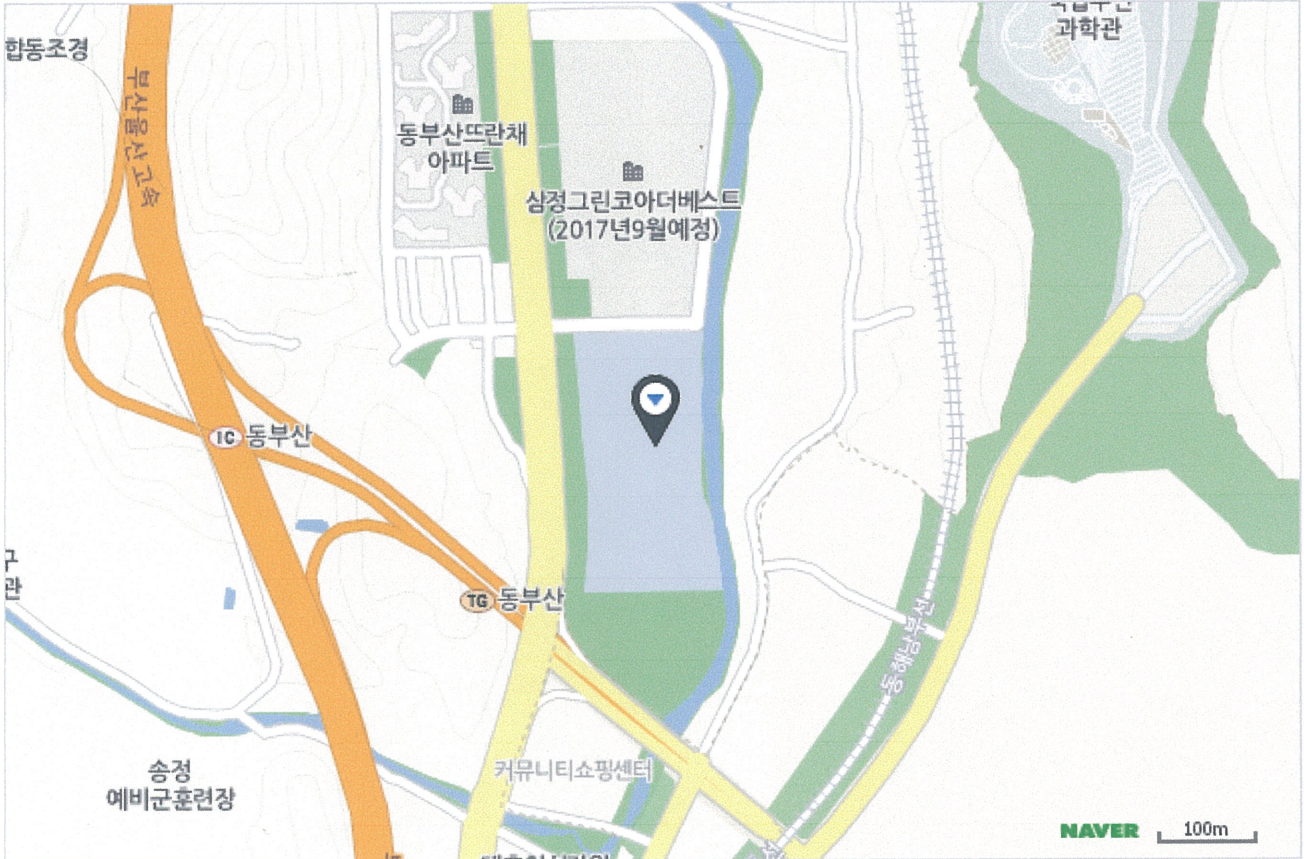 과학관
합동조경
부산울산고속
동부산뜨란채
아파트
삼정그린코아더베스트
(2017년9월예정)
IC 동부산
구
관
TG 동부산
동해남부선
송정
예비군훈련장
커뮤니티쇼핑센터
NAVER 100m